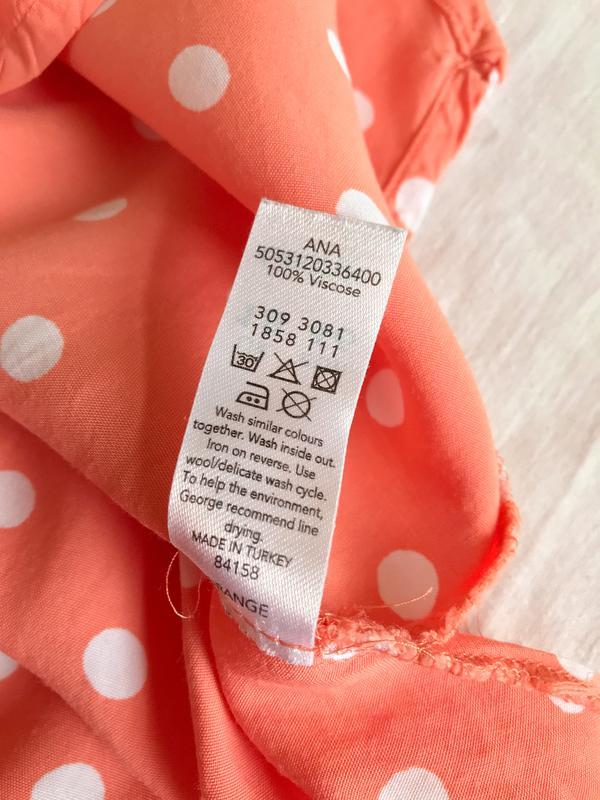 ANA
5053120336400
100% Viscose
309 3081
1858 111
30°
Wash similar colours
together. Wash inside out.
Iron on reverse. Use
wool/delicate wash cycle.
To help the environment,
George recommend line
drying.
MADE IN TURKEY
84158